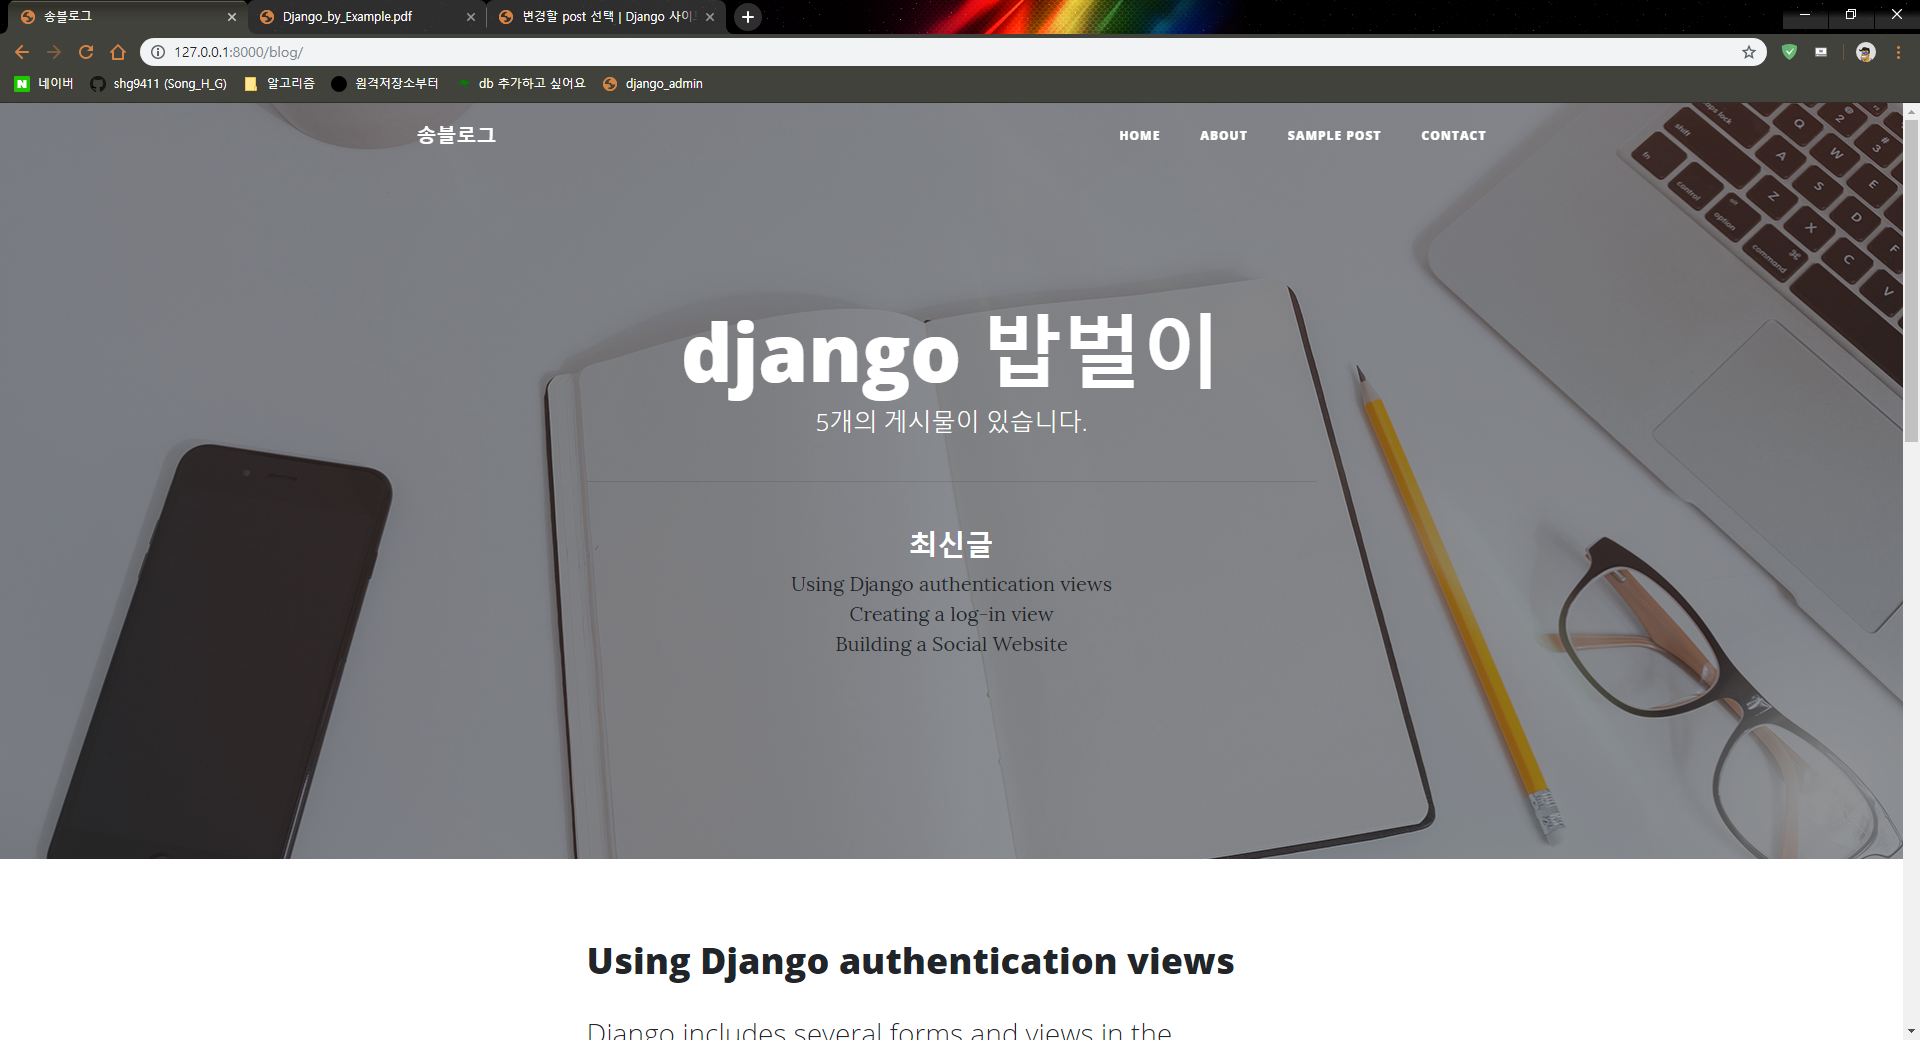 송블로그
Django_by_Example.pdf
변경할 post 선택 | Django 사이트
127.0.0.1:8000/blog/
네이버
shg9411 (Song_H_G)
알고리즘
원격저장소부터
db 추가하고 싶어요
django_admin
송블로그
HOME
ABOUT
SAMPLE POST
CONTACT
django 밥벌이
5개의 게시물이 있습니다.
최신글
Using Django authentication views
Creating a log-in view
Building a Social Website
Using Django authentication views
Django includes several forms and views in the